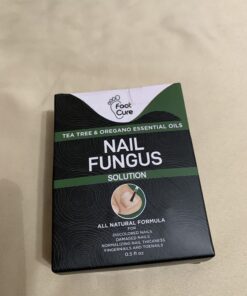 Foot
Cure
TEA TREE & OREGANO ESSENTIAL OILS
NAIL
FUNGUS
SOLUTION
ALL NATURAL FORMULA
FOR
DISCOLORED NAILS
DAMAGED NAILS
NORMALIZING NAIL THICKNESS
FINGERNAILS AND TOENAILS
0.5 fl oz